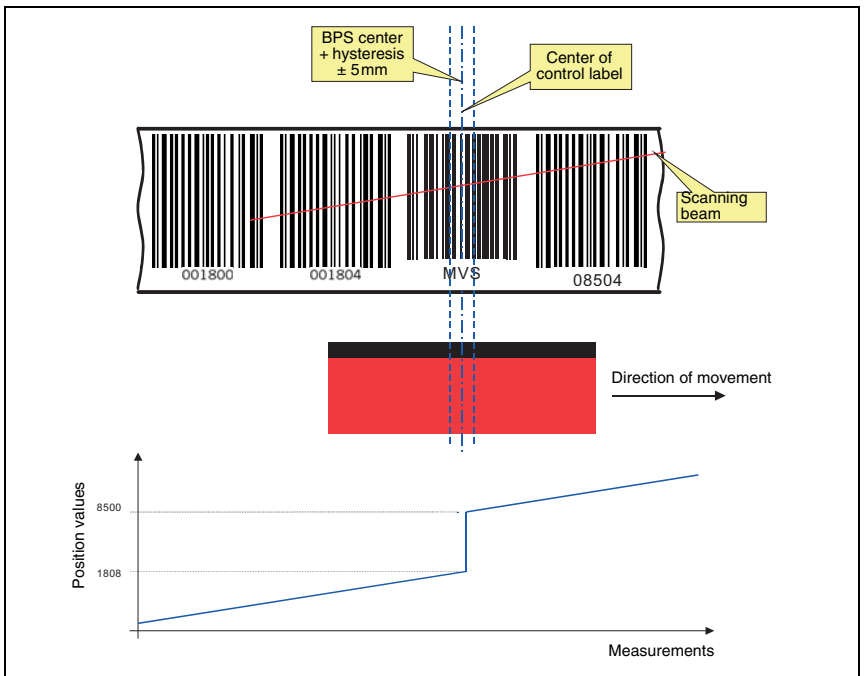 BPS center
+ hysteresis
± 5mm
Center of
control label
Scanning
beam
001800
001804
MVS
08504
Direction of movement
Position values
8500
1808
Measurements